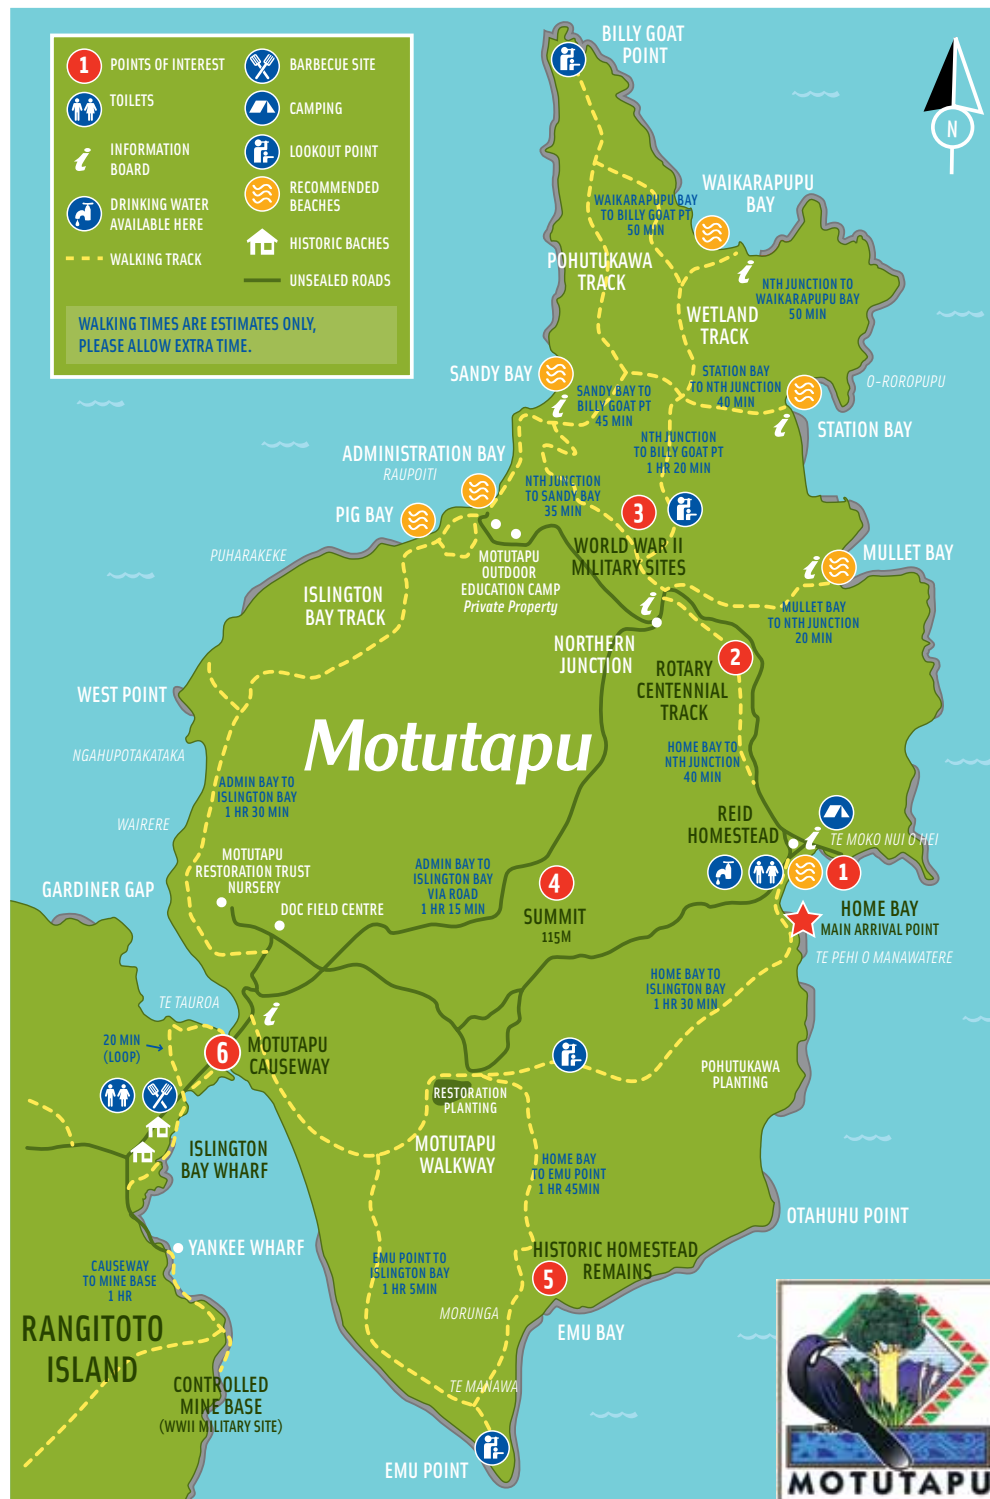 1 POINTS OF INTEREST
TOILETS
i INFORMATION
BOARD
DRINKING WATER
AVAILABLE HERE
WALKING TRACK
BARBECUE SITE
CAMPING
LOOKOUT POINT
RECOMMENDED
BEACHES
HISTORIC BACHES
UNSEALED ROADS
WALKING TIMES ARE ESTIMATES ONLY,
PLEASE ALLOW EXTRA TIME.
BILLY GOAT
POINT
N
WAIKARAPUPU
BAY
WAIKARAPUPU BAY
TO BILLY GOAT PT
50 MIN
POHUTUKAWA
TRACK
i
NTH JUNCTION TO
WAIKARAPUPU BAY
50 MIN
WETLAND
TRACK
SANDY BAY
i
SANDY BAY TO
BILLY GOAT PT
45 MIN
STATION BAY
TO NTH JUNCTION
40 MIN
O-ROROPUPU
i
STATION BAY
ADMINISTRATION BAY
RAUPOITI
NTH JUNCTION
TO BILLY GOAT PT
1 HR 20 MIN
NTH JUNCTION
TO SANDY BAY
35 MIN
PIG BAY
3
WORLD WAR II
MILITARY SITES
PUHARAKEKE
MOTUTAPU
OUTDOOR
EDUCATION CAMP
Private Property
i
MULLET BAY
ISLINGTON
BAY TRACK
i
MULLET BAY
TO NTH JUNCTION
20 MIN
NORTHERN
JUNCTION
2
ROTARY
CENTENNIAL
TRACK
WEST POINT
Motutapu
NGAHUPOTAKATAKA
HOME BAY TO
NTH JUNCTION
40 MIN
ADMIN BAY TO
ISLINGTON BAY
1 HR 30 MIN
WAIRERE
REID
HOMESTEAD
i
TE MOKO NUI O HEI
MOTUTAPU
RESTORATION TRUST
NURSERY
ADMIN BAY TO
ISLINGTON BAY
VIA ROAD
1 HR 15 MIN
4
SUMMIT
115M
1
GARDINER GAP
DOC FIELD CENTRE
HOME BAY
MAIN ARRIVAL POINT
TE PEHI O MANAWATERE
HOME BAY TO
ISLINGTON BAY
1 HR 30 MIN
TE TAUROA
i
20 MIN
(LOOP)
6
MOTUTAPU
CAUSEWAY
POHUTUKAWA
PLANTING
RESTORATION
PLANTING
MOTUTAPU
WALKWAY
ISLINGTON
BAY WHARF
HOME BAY
TO EMU POINT
1 HR 45MIN
OTAHUHU POINT
YANKEE WHARF
CAUSEWAY
TO MINE BASE
1 HR
EMU POINT TO
ISLINGTON BAY
1 HR 5MIN
HISTORIC HOMESTEAD
REMAINS
5
MORUNGA
EMU BAY
RANGITOTO
ISLAND
CONTROLLED
MINE BASE
(WWII MILITARY SITE)
TE MANAWA
EMU POINT
MOTUTAPU